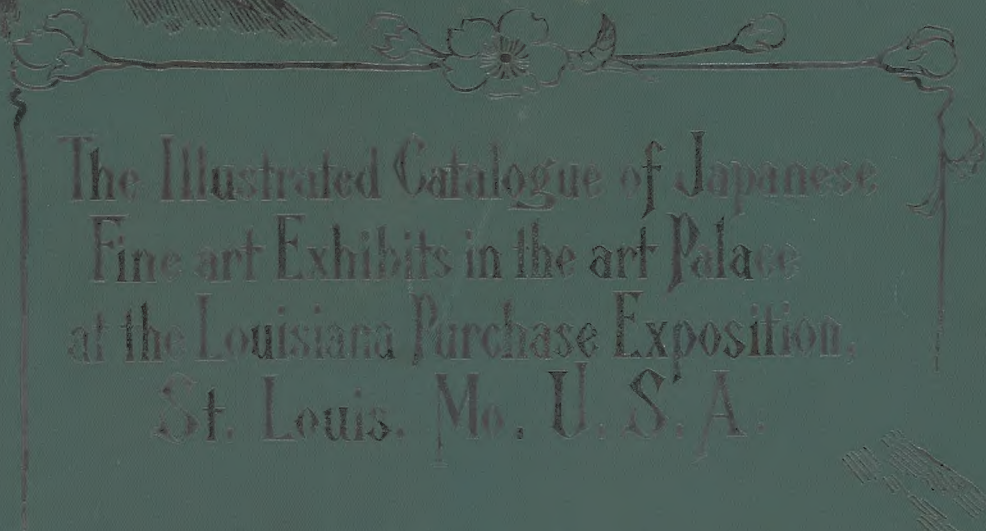 The Illustrated Catalogue of Japanese
Fine art Exhibits in the art Palace
at the Louisiana Purchase Exposition,
St. Louis. Mo. U. S. A.